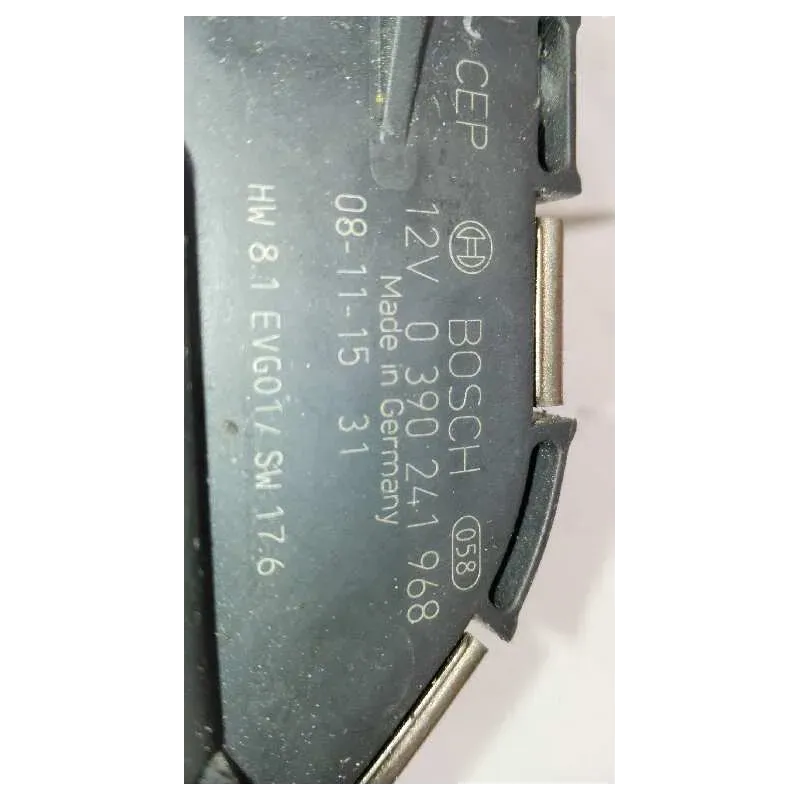 CEP
BOSCH 058
12V 0 390 241 968
Made in Germany
08-11-15 31
HW 8.1 EVG01/ SW 17.6